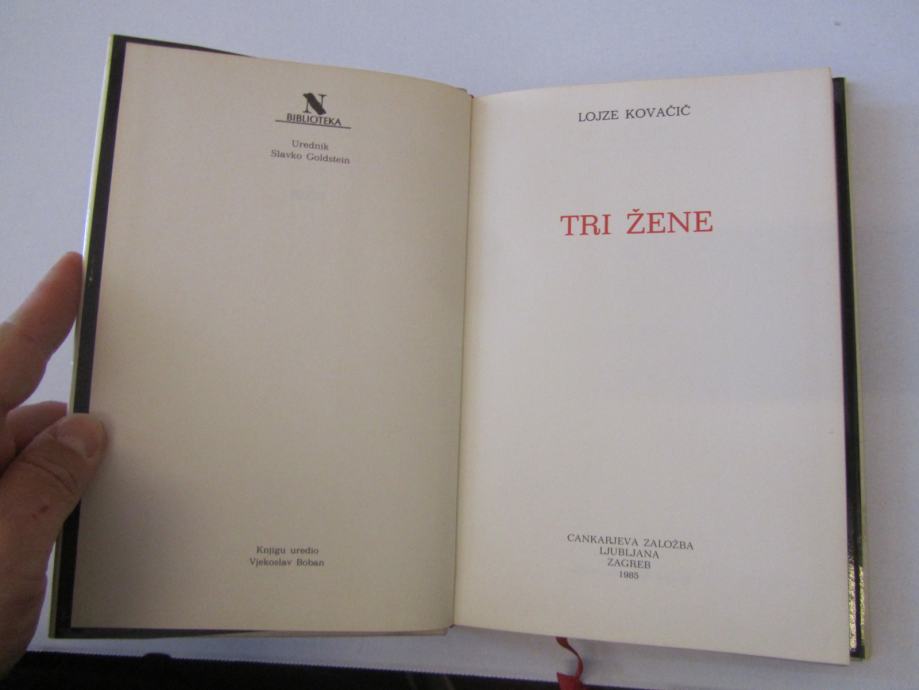 N
BIBLIOTEKA
Urednik
Slavko Goldstein
Knjigu uredio
Vjekoslav Boban
LOJZE KOVAČIČ
TRI ŽENE
CANKARJEVA ZALOŽBA
LJUBLJANA
ZAGREB
1985